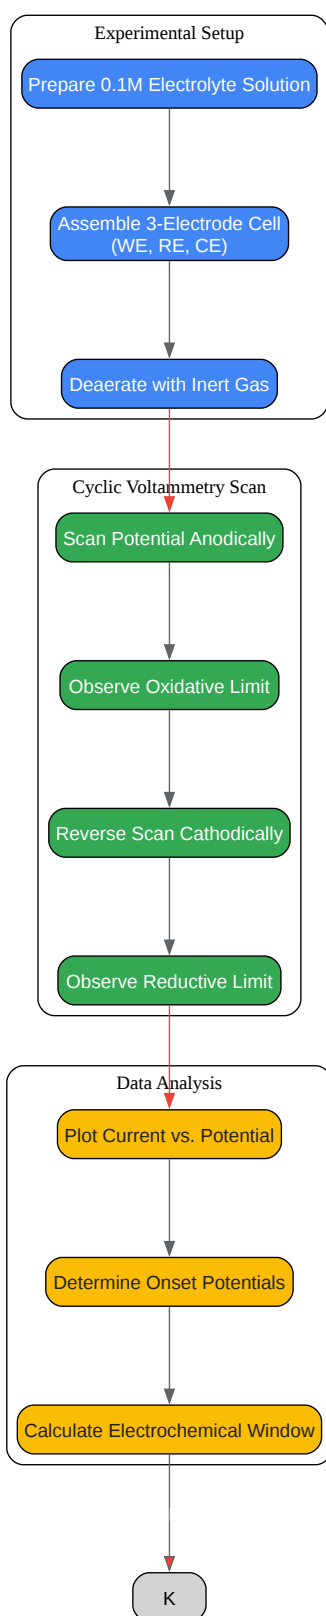 Experimental Setup
Prepare 0.1M Electrolyte Solution
Assemble 3-Electrode Cell
(WE, RE, CE)
Deaerate with Inert Gas
Cyclic Voltammetry Scan
Scan Potential Anodically
Observe Oxidative Limit
Reverse Scan Cathodically
Observe Reductive Limit
Data Analysis
Plot Current vs. Potential
Determine Onset Potentials
Calculate Electrochemical Window
K